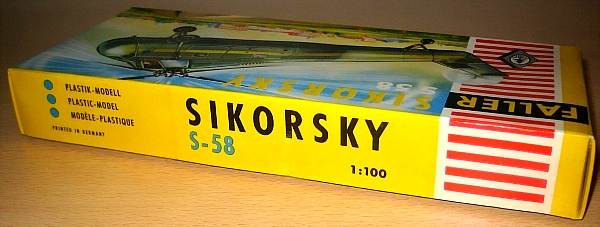 SIKORSKY
S-58
FALLER
PLASTIK-MODELL
PLASTIC-MODEL
MODÈLE-PLASTIQUE
PRINTED IN GERMANY
SIKORSKY
S-58
1:100